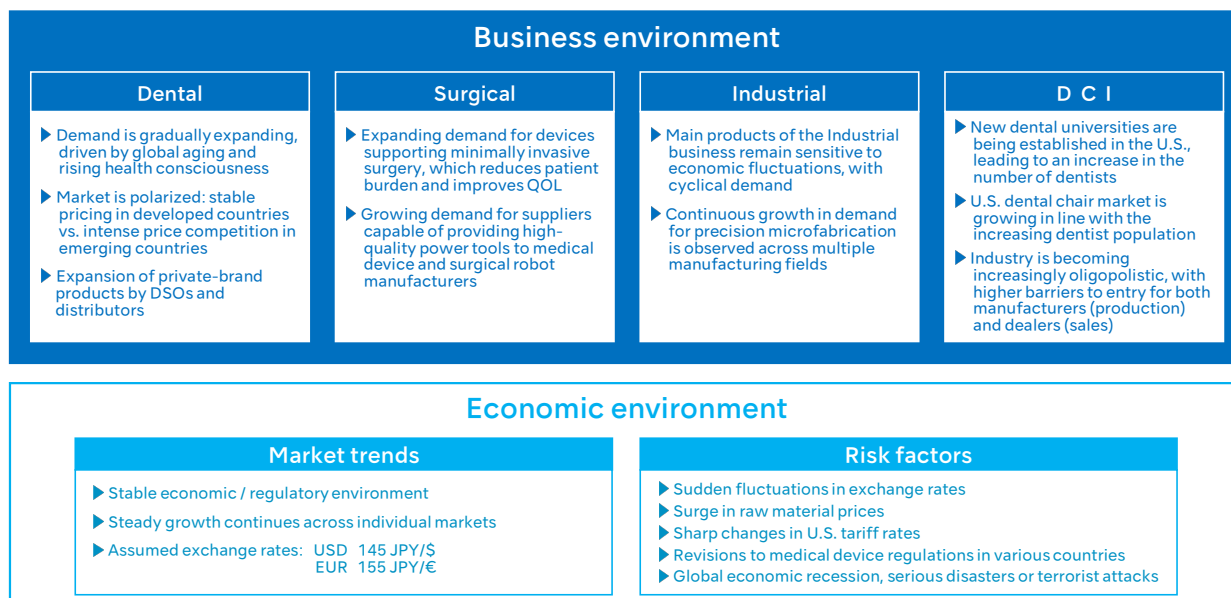 Business environment
Dental
▶ Demand is gradually expanding,
driven by global aging and
rising health consciousness
▶ Market is polarized: stable
pricing in developed countries
vs. intense price competition in
emerging countries
▶ Expansion of private-brand
products by DSOs and
distributors
Surgical
▶ Expanding demand for devices
supporting minimally invasive
surgery, which reduces patient
burden and improves QOL
▶ Growing demand for suppliers
capable of providing high-
quality power tools to medical
device and surgical robot
manufacturers
Industrial
▶ Main products of the Industrial
business remain sensitive to
economic fluctuations, with
cyclical demand
▶ Continuous growth in demand
for precision microfabrication
is observed across multiple
manufacturing fields
D C I
▶ New dental universities are
being established in the U.S.,
leading to an increase in the
number of dentists
▶ U.S. dental chair market is
growing in line with the
increasing dentist population
▶ Industry is becoming
increasingly oligopolistic, with
higher barriers to entry for both
manufacturers (production)
and dealers (sales)
Economic environment
Market trends
▶ Stable economic / regulatory environment
▶ Steady growth continues across individual markets
▶ Assumed exchange rates: USD 145 JPY/$
EUR 155 JPY/€
Risk factors
▶ Sudden fluctuations in exchange rates
▶ Surge in raw material prices
▶ Sharp changes in U.S. tariff rates
▶ Revisions to medical device regulations in various countries
▶ Global economic recession, serious disasters or terrorist attacks